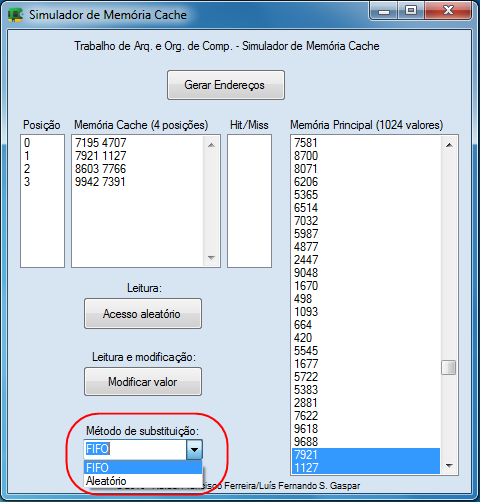 Simulador de Memória Cache
Trabalho de Arq. e Org. de Comp. - Simulador de Memória Cache
Gerar Endereços
Posição
Memória Cache (4 posições)
Hit/Miss
Memória Principal (1024 valores)
0
7195 4707
1
7921 1127
2
8603 7766
3
9942 7391
7581
8700
8071
6206
5365
6514
7032
5987
4877
2447
9048
1670
498
1093
664
420
5545
1677
5722
5383
2881
7622
9618
9688
7921
1127
Leitura:
Acesso aleatório
Leitura e modificação:
Modificar valor
Método de substituição:
FIFO
FIFO
Aleatório
Francisco Ferreira/Luís Fernando S. Gaspar